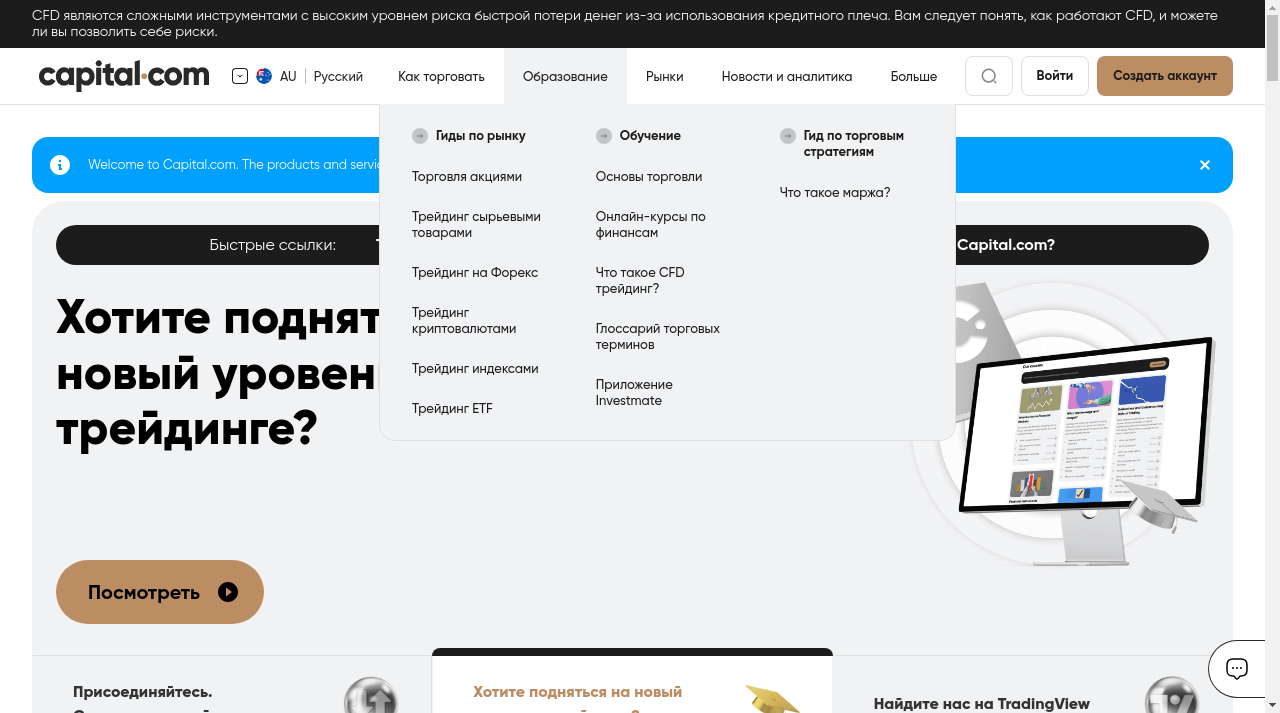 CFD являются сложными инструментами с высоким уровнем риска быстрой потери денег из-за использования кредитного плеча. Вам следует понять, как работают CFD, и можете
ли вы позволить себе риски.
capital.com
AU
Русский
Как торговать
Образование
Рынки
Новости и аналитика
Больше
Войти
Создать аккаунт
Welcome to Capital.com. The products and
Гиды по рынку
Торговля акциями
Трейдинг сырьевыми
товарами
Трейдинг на Форекс
Трейдинг
криптовалютами
Трейдинг индексами
Трейдинг ETF
Обучение
Основы торговли
Онлайн-курсы по
финансам
Что такое CFD
трейдинг?
Глоссарий торговых
терминов
Приложение
Investmate
Гид по торговым
стратегиям
Что такое маржа?
Быстрые ссылки:
Capital.com?
Хотите
новый
трейдинге?
Посмотреть
Присоединяйтесь.
Хотите подняться на новый
Найдите нас на TradingView